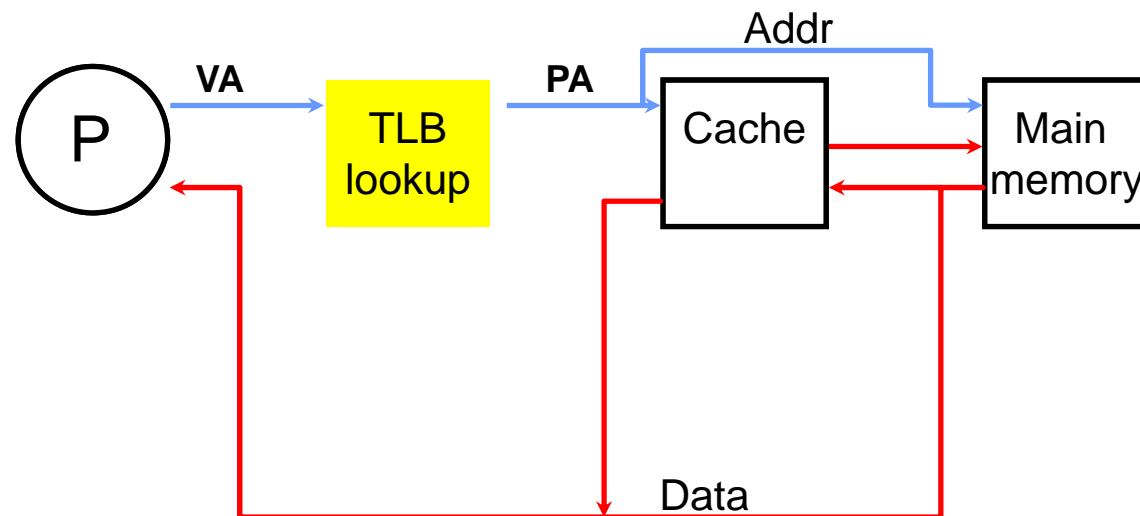 Addr
VA
PA
P
TLB
lookup
Cache
Main
memory
Data